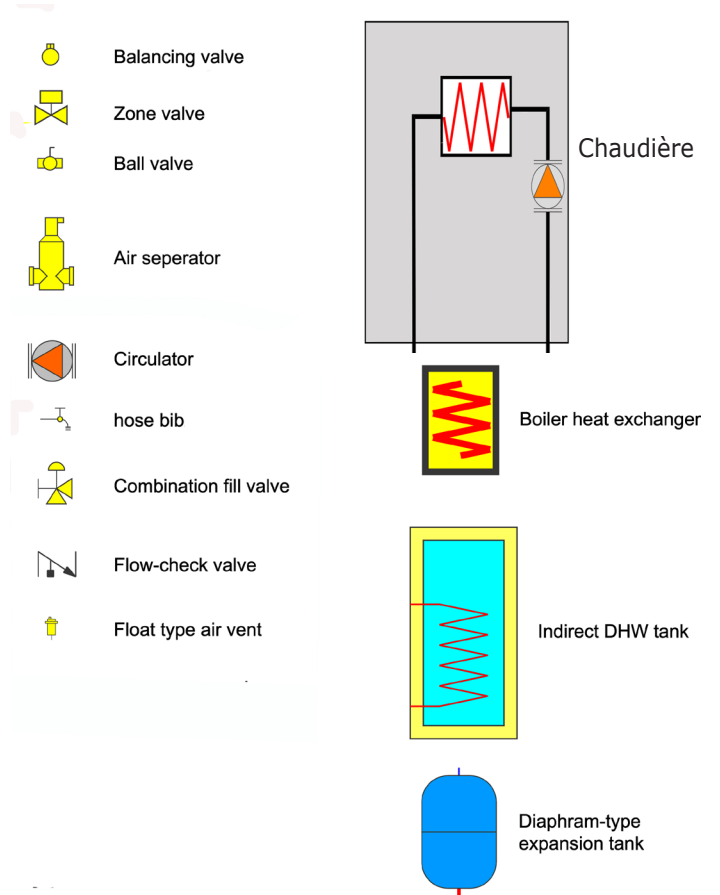 Balancing valve
Zone valve
Ball valve
Air seperator
Circulator
hose bib
Combination fill valve
Flow-check valve
Float type air vent
Chaudière
Boiler heat exchanger
Indirect DHW tank
Diaphram-type
expansion tank